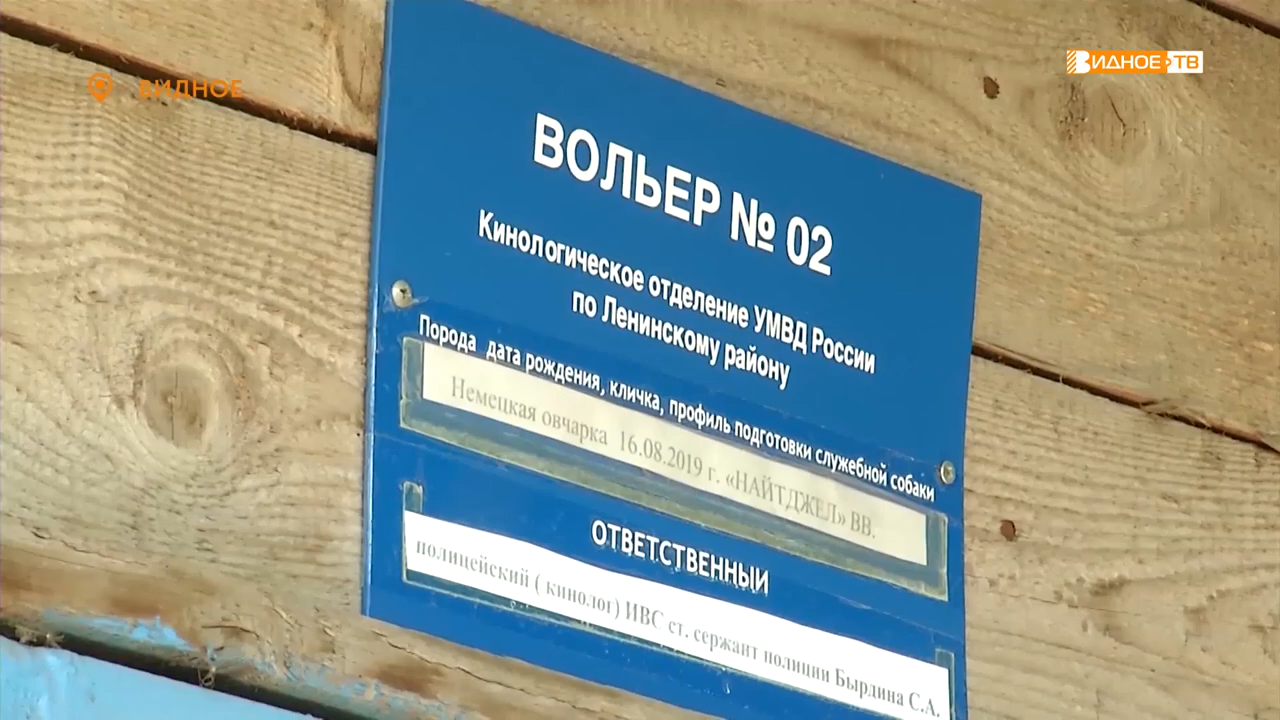 ВИДНОЕ
ВИДНОЕ ТВ
ВОЛЬЕР № 02
Кинологическое отделение УМВД России
по Ленинскому району
Порода дата рождения, кличка, профиль подготовки служебной собаки
Немецкая овчарка 16.08.2019 г. «НАЙТДЖЕЛ» ВВ.
ОТВЕТСТВЕННЫЙ
полицейский ( кинолог) ИВС ст. сержант полиции Бырдина С.А.